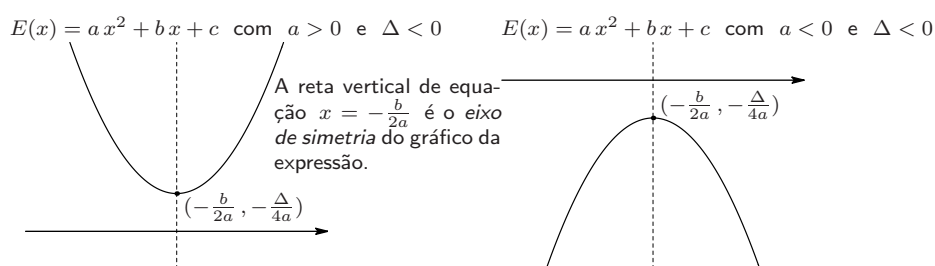 E(x) = a x² + b x + c com a > 0 e Δ < 0
A reta vertical de equa-
ção x = −b/2a é o eixo
de simetria do gráfico da
expressão.
(−b/2a , −Δ/4a)
E(x) = a x² + b x + c com a < 0 e Δ < 0
(−b/2a , −Δ/4a)